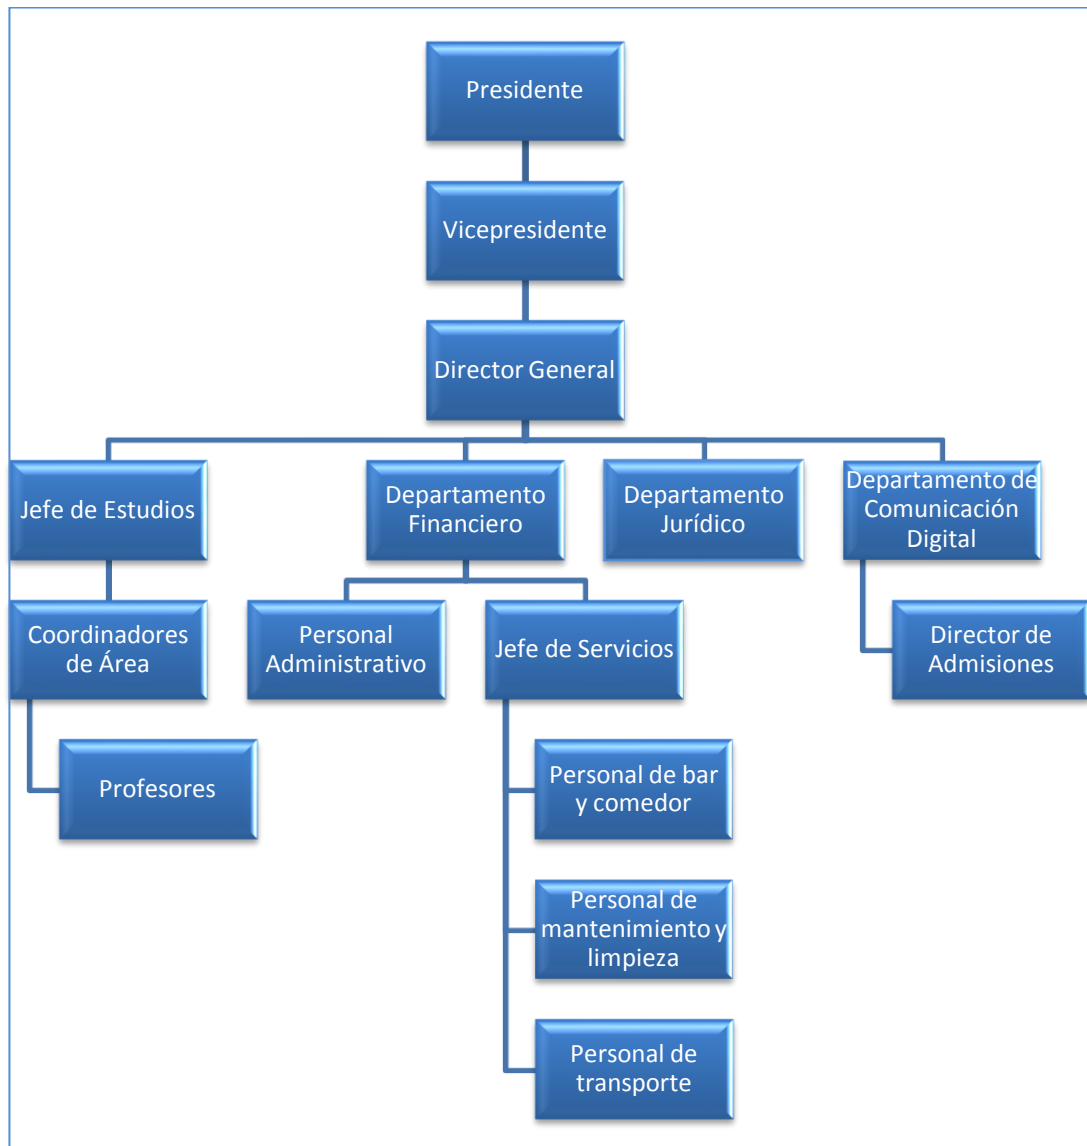 Presidente
Vicepresidente
Director General
Jefe de Estudios
Departamento
Financiero
Departamento
Jurídico
Departamento de
Comunicación
Digital
Coordinadores
de Área
Personal
Administrativo
Jefe de Servicios
Director de
Admisiones
Profesores
Personal de bar
y comedor
Personal de
mantenimiento y
limpieza
Personal de
transporte